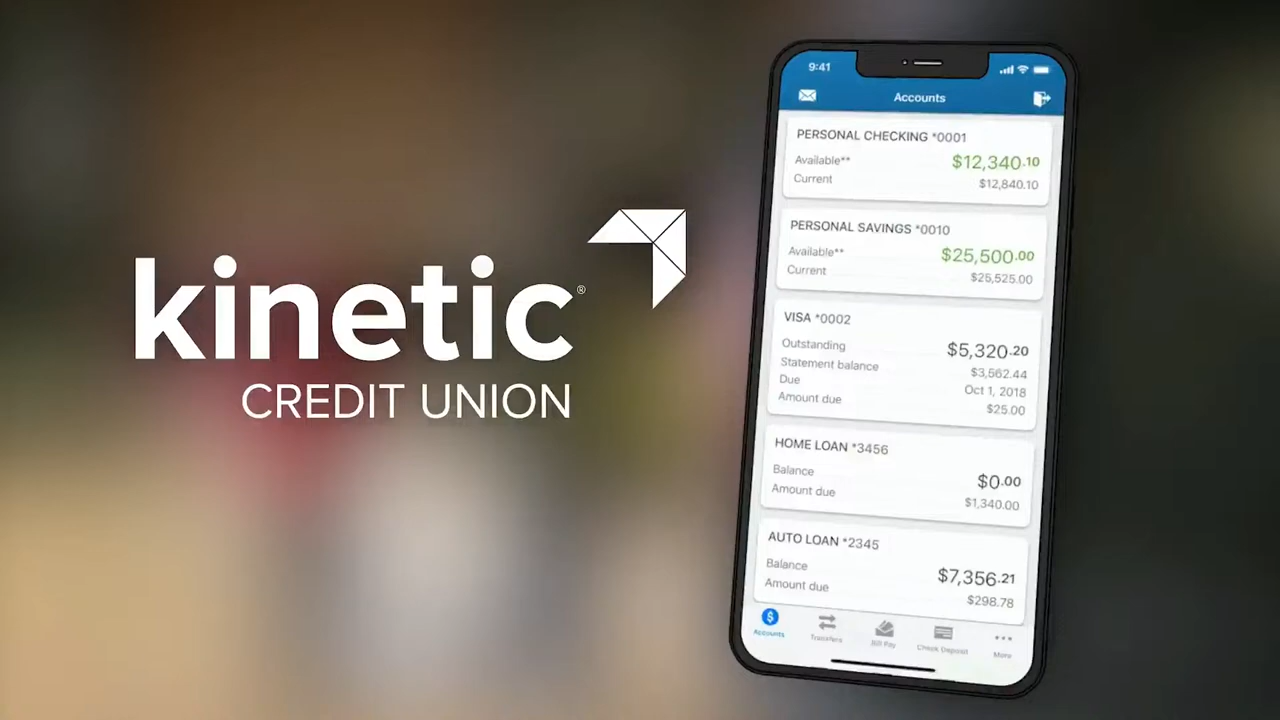 kinetic®
CREDIT UNION
9:41
Accounts
PERSONAL CHECKING *0001
Available** $12,340.10
Current $12,840.10
PERSONAL SAVINGS *0010
Available** $25,500.00
Current $25,525.00
VISA *0002
Outstanding $5,320.20
Statement balance $3,562.44
Due Oct 1, 2018
Amount due $25.00
HOME LOAN *3456
Balance $0.00
Amount due $1,340.00
AUTO LOAN *2345
Balance $7,356.21
Amount due $298.78
Accounts Transfers Bill Pay Check Deposit More